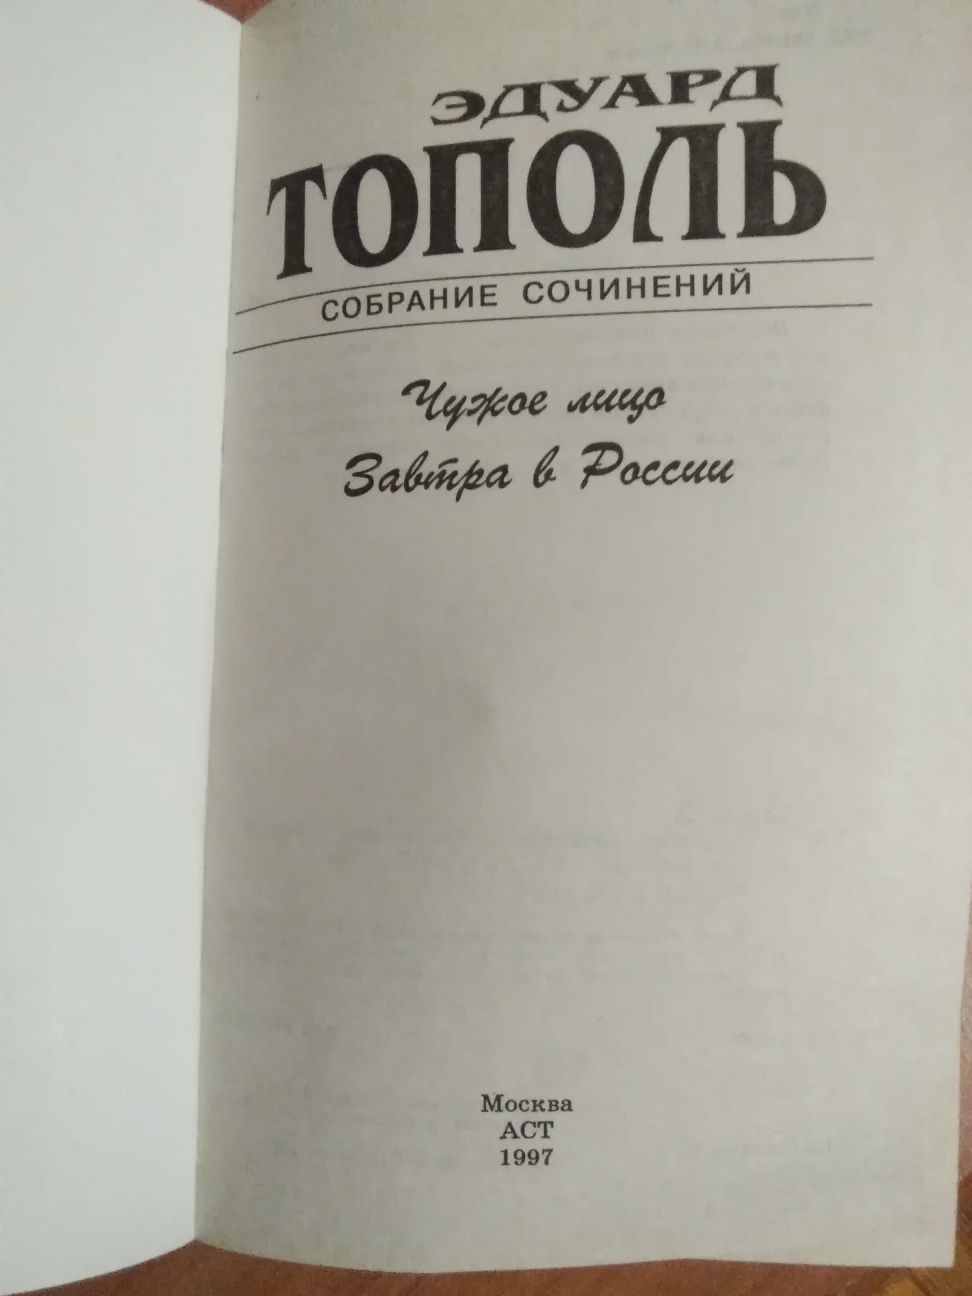 ЭДУАРД
ТОПОЛЬ
СОБРАНИЕ СОЧИНЕНИЙ
Чужое лицо
Завтра в России
Москва
АСТ
1997